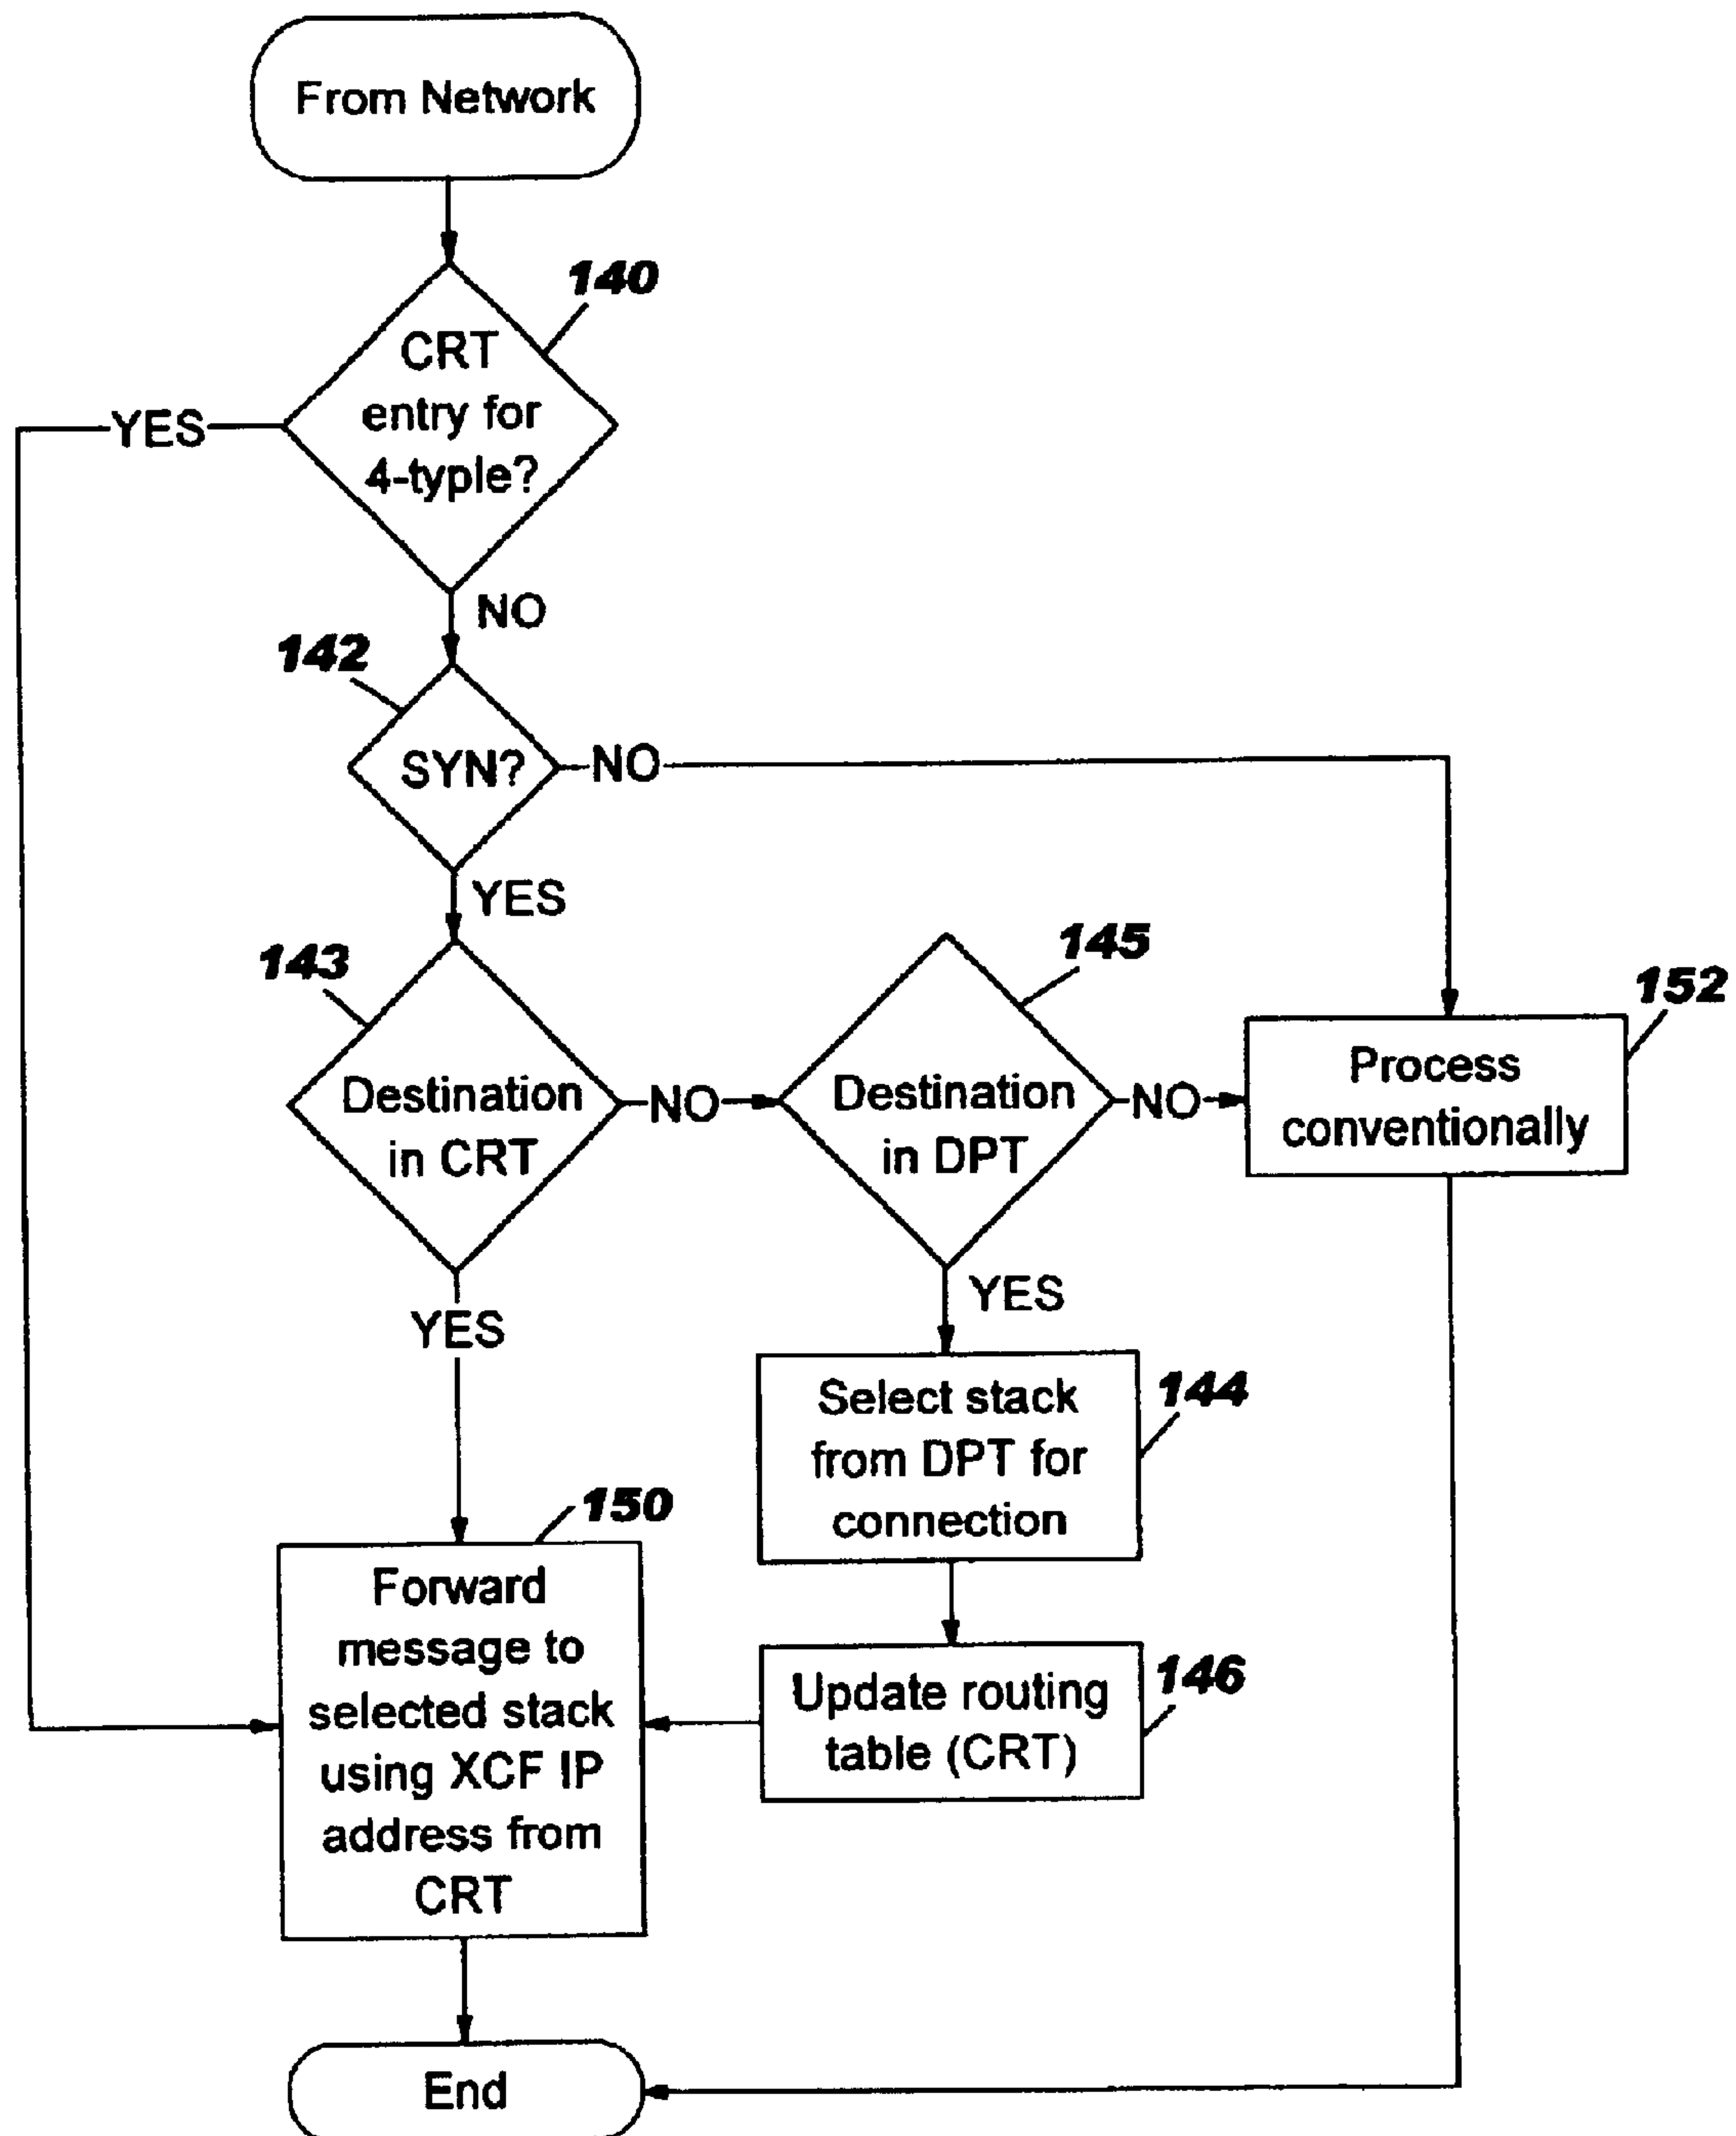 From Network
140
CRT
entry for
4-typle?
YES
NO
142
SYN?
NO
YES
143
Destination
in CRT
NO
145
Destination
in DPT
NO
152
Process
conventionally
YES
YES
144
Select stack
from DPT for
connection
150
Forward
message to
selected stack
using XCF IP
address from
CRT
146
Update routing
table (CRT)
End